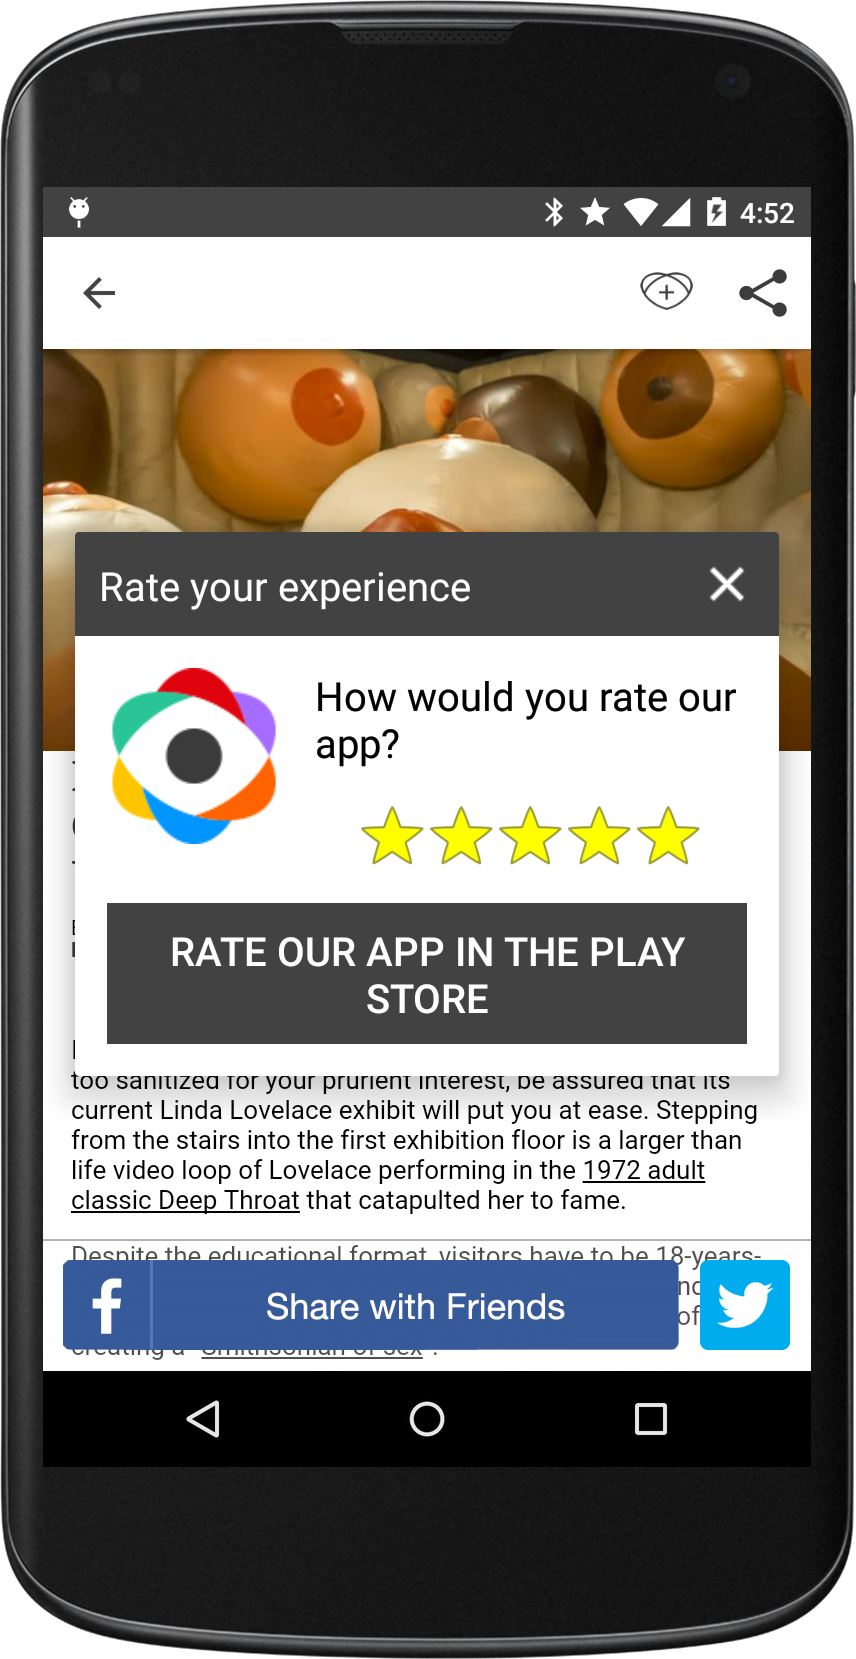 4:52
Rate your experience
How would you rate our
app?
RATE OUR APP IN THE PLAY
STORE
too sanitized for your prurient interest, be assured that its
current Linda Lovelace exhibit will put you at ease. Stepping
from the stairs into the first exhibition floor is a larger than
life video loop of Lovelace performing in the 1972 adult
classic Deep Throat that catapulted her to fame.
Despite the educational format, visitors have to be 18-years-
Share with Friends
of
creating a "Smithsonian of sex".